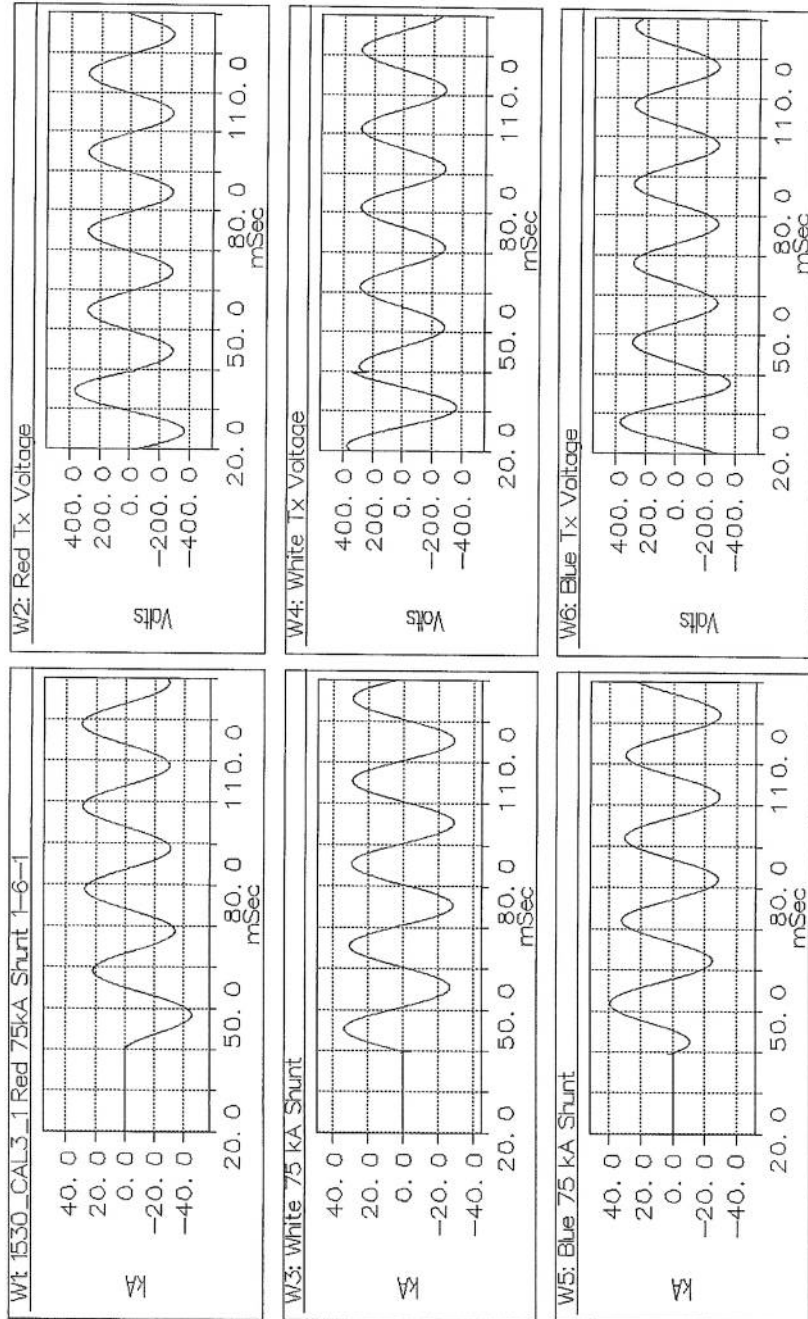 W1: 1530_CAL3_1 Red 75kA Shunt 1-6-1
kA
40. 0
20. 0
0. 0
-20. 0
-40. 0
20. 0 50. 0 80. 0 110. 0
mSec
W2: Red Tx Voltage
Volts
400. 0
200. 0
0. 0
-200. 0
-400. 0
20. 0 50. 0 80. 0 110. 0
mSec
W3: White 75 kA Shunt
kA
40. 0
20. 0
0. 0
-20. 0
-40. 0
20. 0 50. 0 80. 0 110. 0
mSec
W4: White Tx Voltage
Volts
400. 0
200. 0
0. 0
-200. 0
-400. 0
20. 0 50. 0 80. 0 110. 0
mSec
W5: Blue 75 kA Shunt
kA
40. 0
20. 0
0. 0
-20. 0
-40. 0
20. 0 50. 0 80. 0 110. 0
mSec
W6: Blue Tx Voltage
Volts
400. 0
200. 0
0. 0
-200. 0
-400. 0
20. 0 50. 0 80. 0 110. 0
mSec